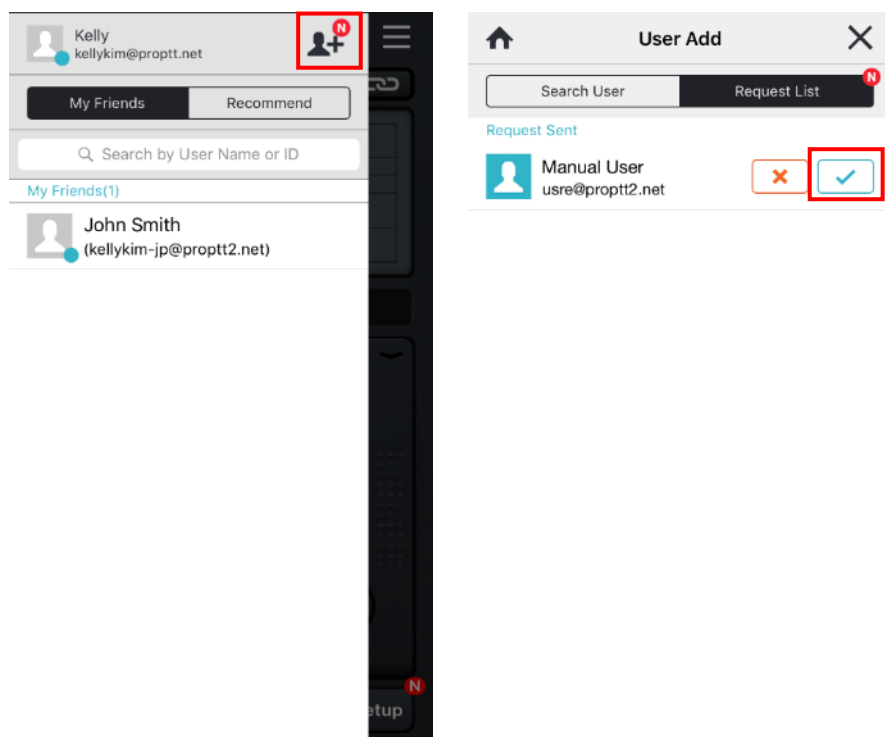 Kelly
kellykim@proptt.net
N
My Friends
Recommend
Search by User Name or ID
My Friends(1)
John Smith
(kellykim-jp@proptt2.net)
N
etup
User Add
Search User
Request List
N
Request Sent
Manual User
usre@proptt2.net